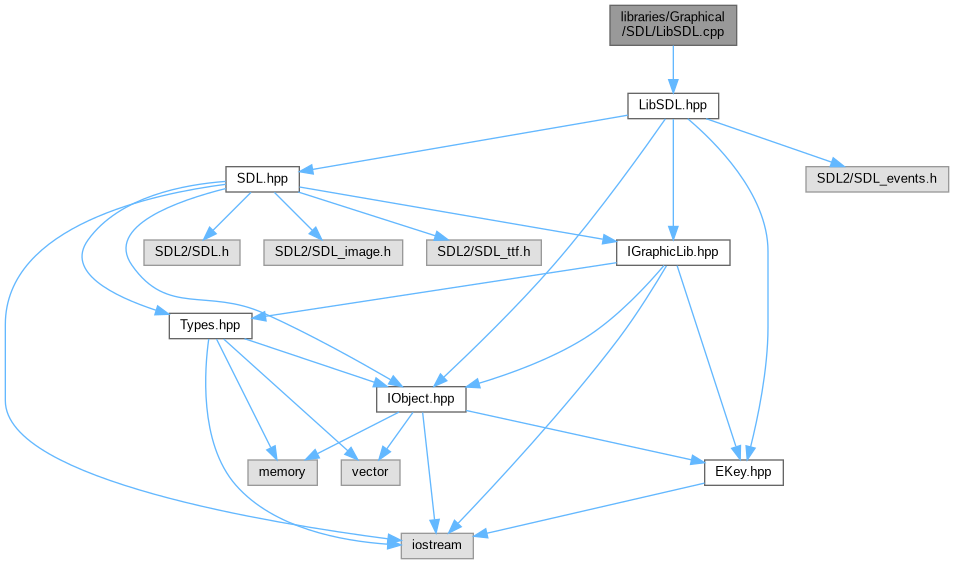 libraries/Graphical
/SDL/LibSDL.cpp
LibSDL.hpp
SDL.hpp
SDL2/SDL_events.h
SDL2/SDL.h
SDL2/SDL_image.h
SDL2/SDL_ttf.h
IGraphicLib.hpp
Types.hpp
IObject.hpp
memory
vector
EKey.hpp
iostream